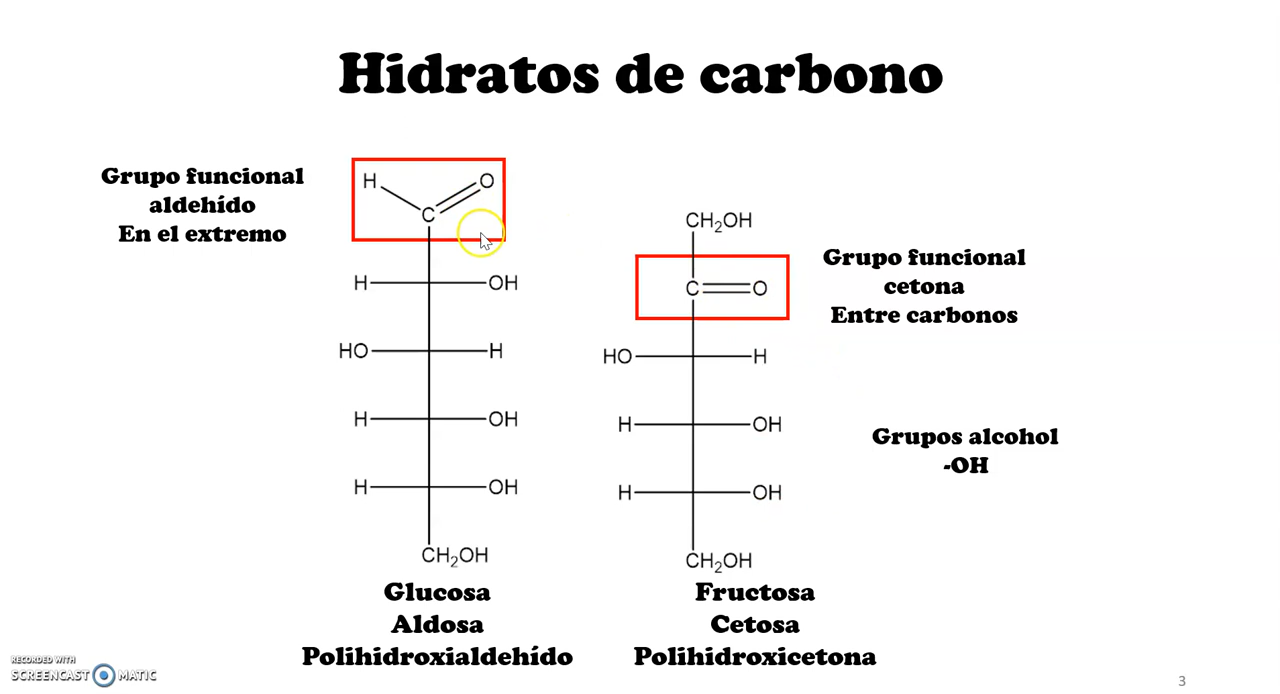 Hidratos de carbono
Grupo funcional
aldehído
En el extremo
H O
C
H OH
HO H
H OH
H OH
CH2OH
Glucosa
Aldosa
Polihidroxialdehído
CH2OH
C O
HO H
H OH
H OH
CH2OH
Fructosa
Cetosa
Polihidroxicetona
Grupo funcional
cetona
Entre carbonos
Grupos alcohol
-OH
RECORDED WITH
SCREENCAST MATIC
3